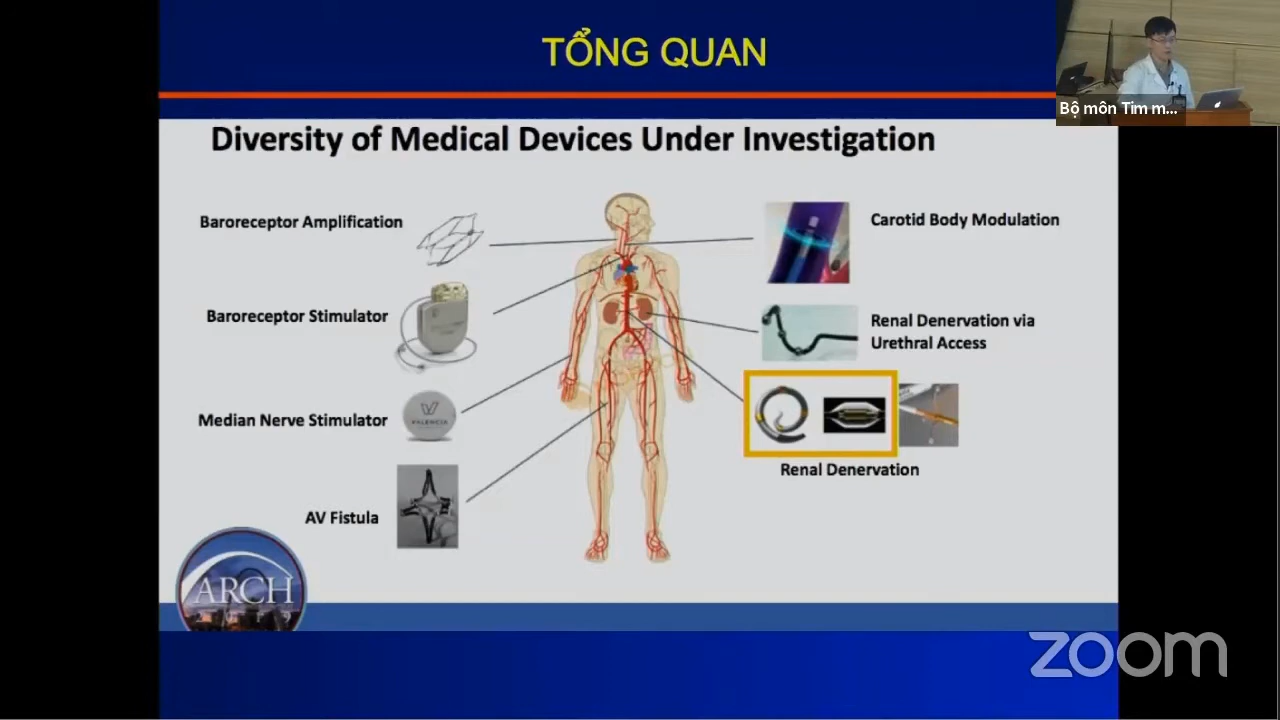 TỔNG QUAN
Bộ môn Tim m...
Diversity of Medical Devices Under Investigation
Baroreceptor Amplification
Carotid Body Modulation
Baroreceptor Stimulator
Renal Denervation via
Urethral Access
Median Nerve Stimulator
VALENCIA
Renal Denervation
AV Fistula
ARCH
zoom